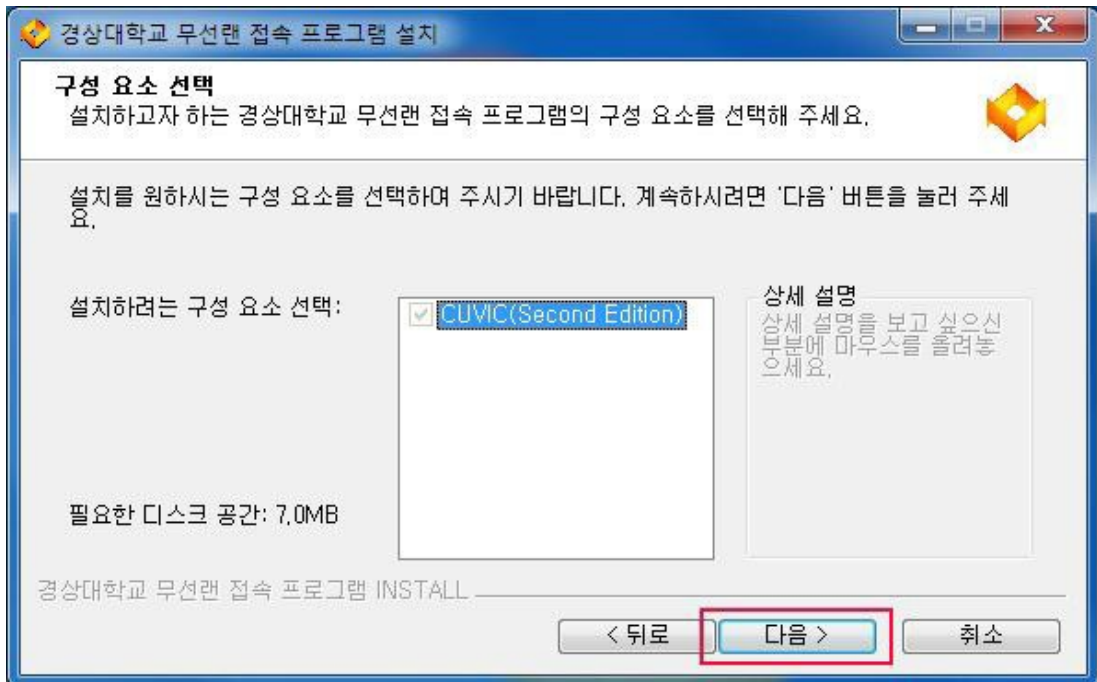 경상대학교 무선랜 접속 프로그램 설치
구성 요소 선택
설치하고자 하는 경상대학교 무선랜 접속 프로그램의 구성 요소를 선택해 주세요.
설치를 원하시는 구성 요소를 선택하여 주시기 바랍니다. 계속하시려면 '다음' 버튼을 눌러 주세
요.
설치하려는 구성 요소 선택:
CUVIC(Second Edition)
상세 설명
상세 설명을 보고 싶으신
부분에 마우스를 올려놓
으세요.
필요한 디스크 공간: 7.0MB
경상대학교 무선랜 접속 프로그램 INSTALL
< 뒤로
다음 >
취소